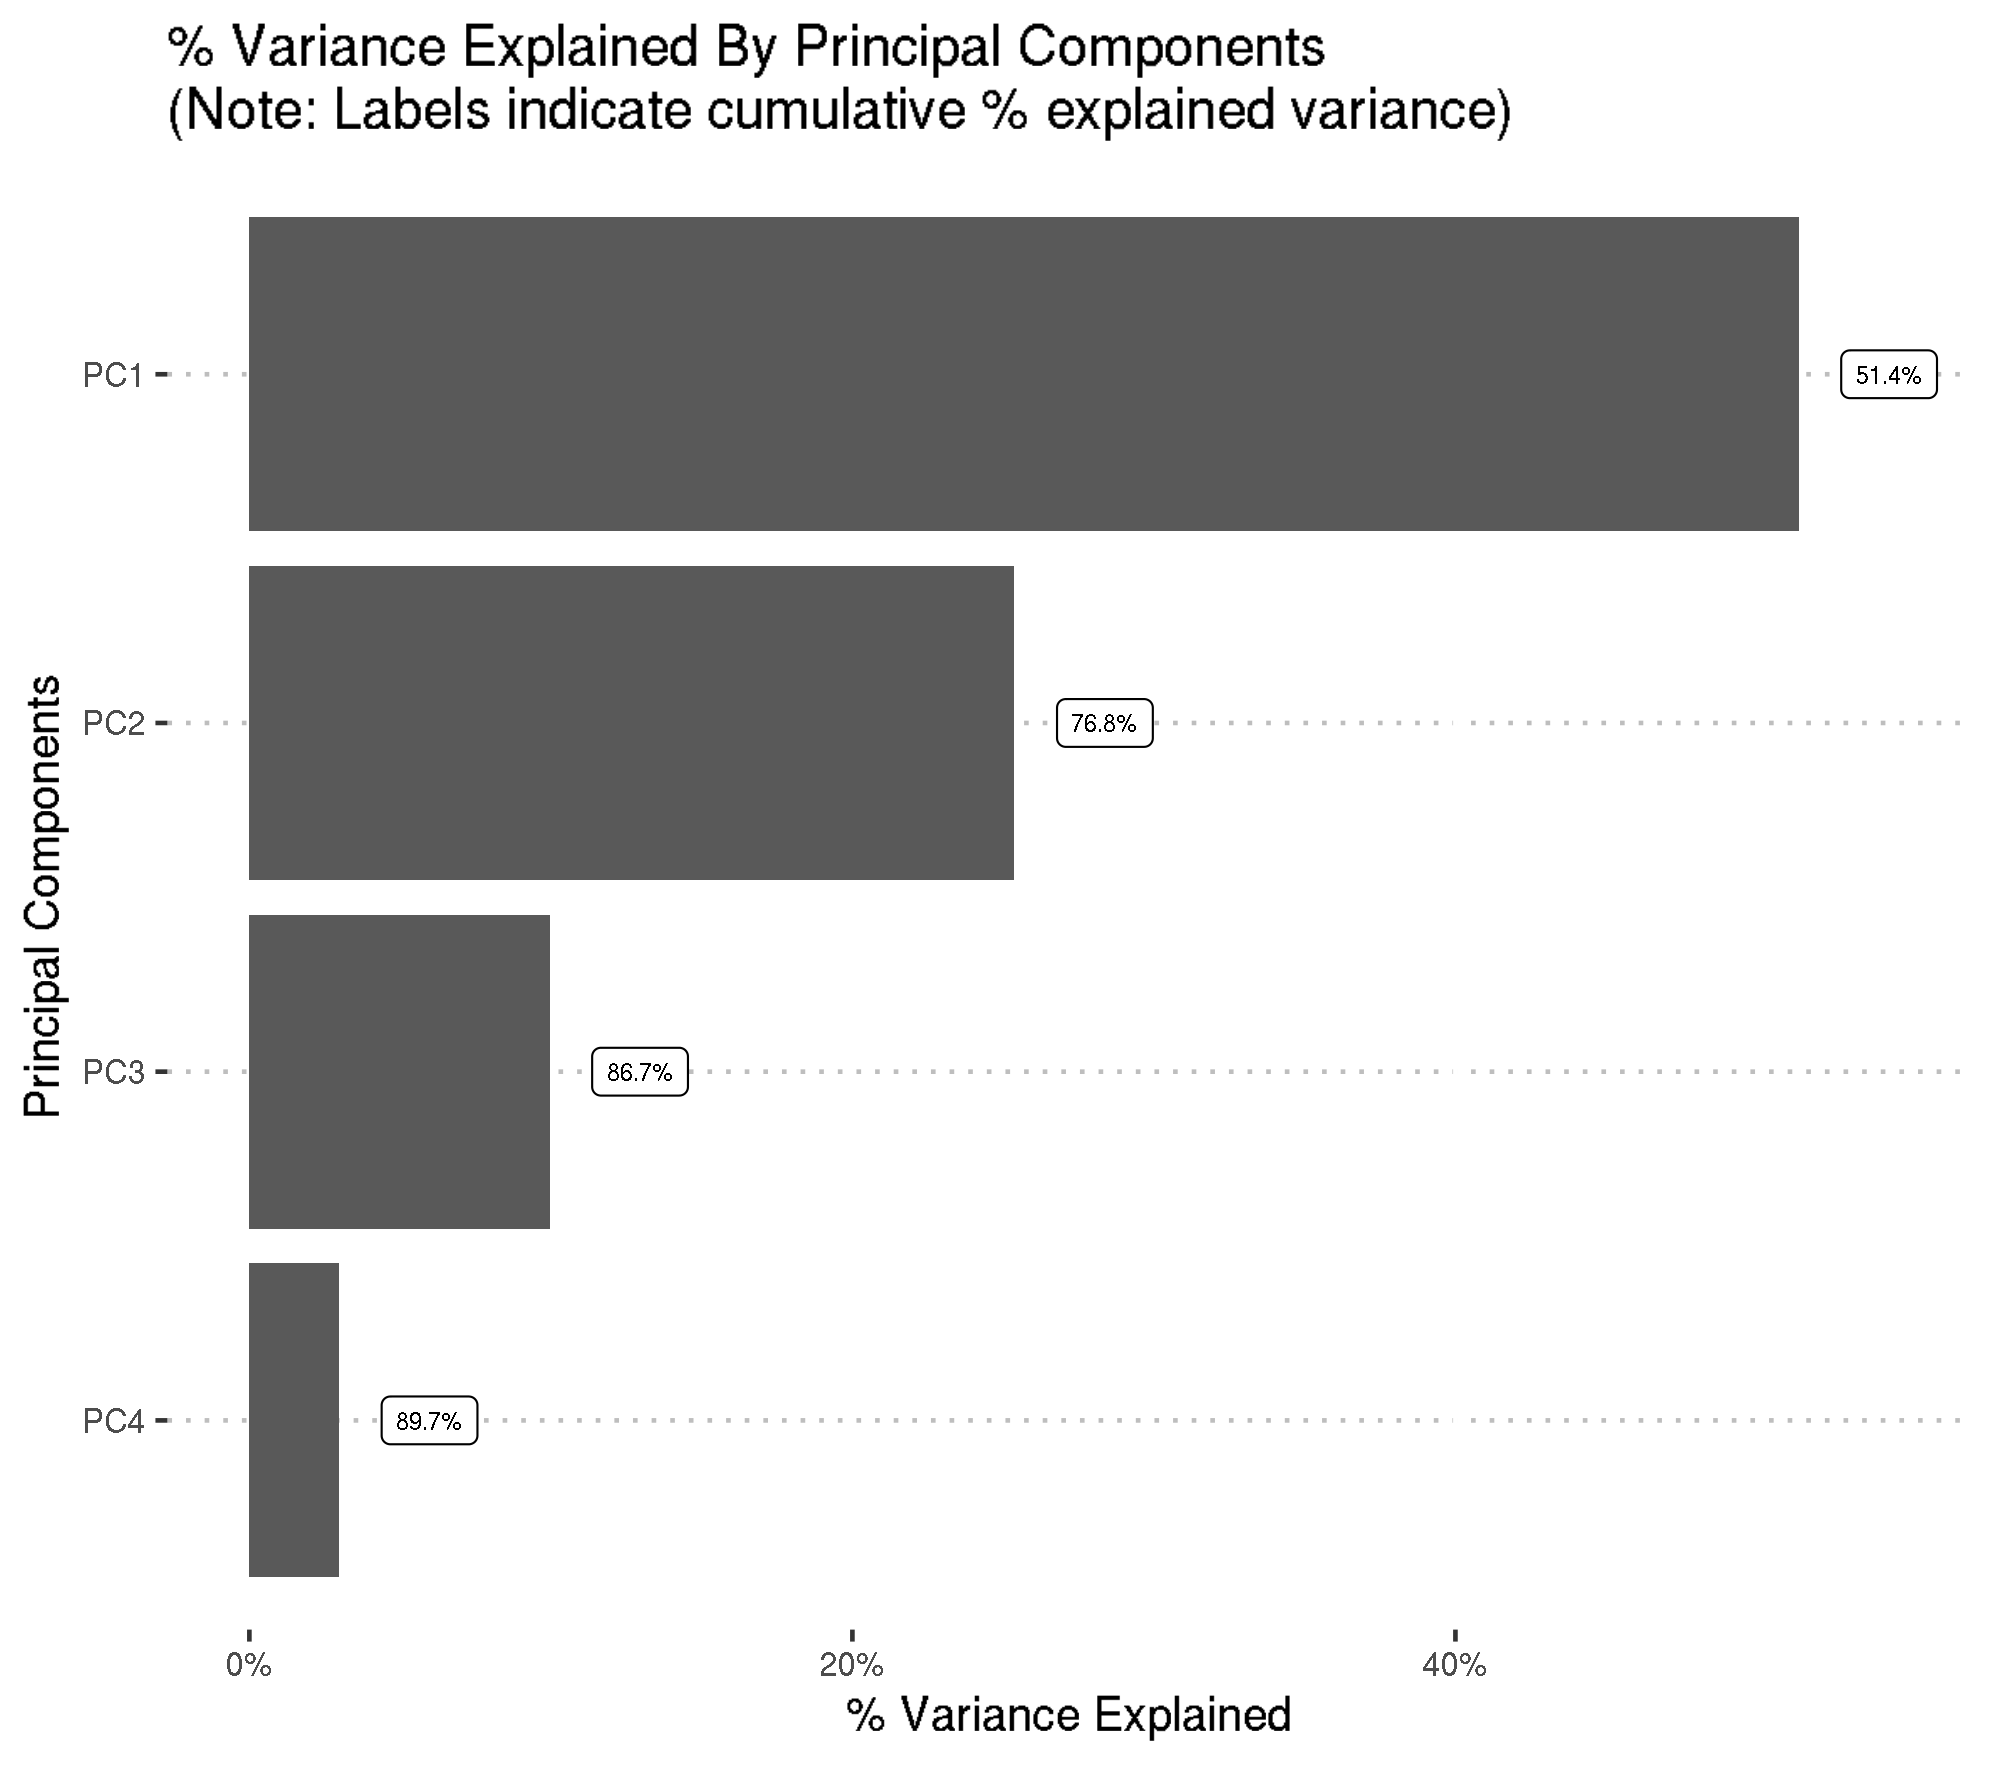 % Variance Explained By Principal Components
(Note: Labels indicate cumulative % explained variance)
Principal Components
PC1
51.4%
PC2
76.8%
PC3
86.7%
PC4
89.7%
0%
20%
40%
% Variance Explained